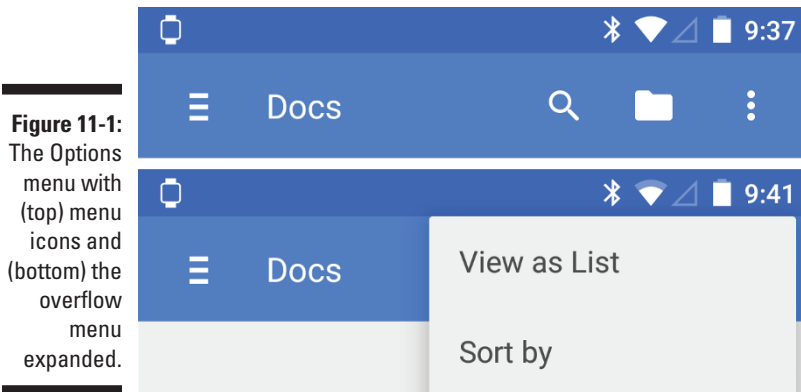 Figure 11-1:
The Options
menu with
(top) menu
icons and
(bottom) the
overflow
menu
expanded.
9:37
Docs
9:41
Docs
View as List
Sort by